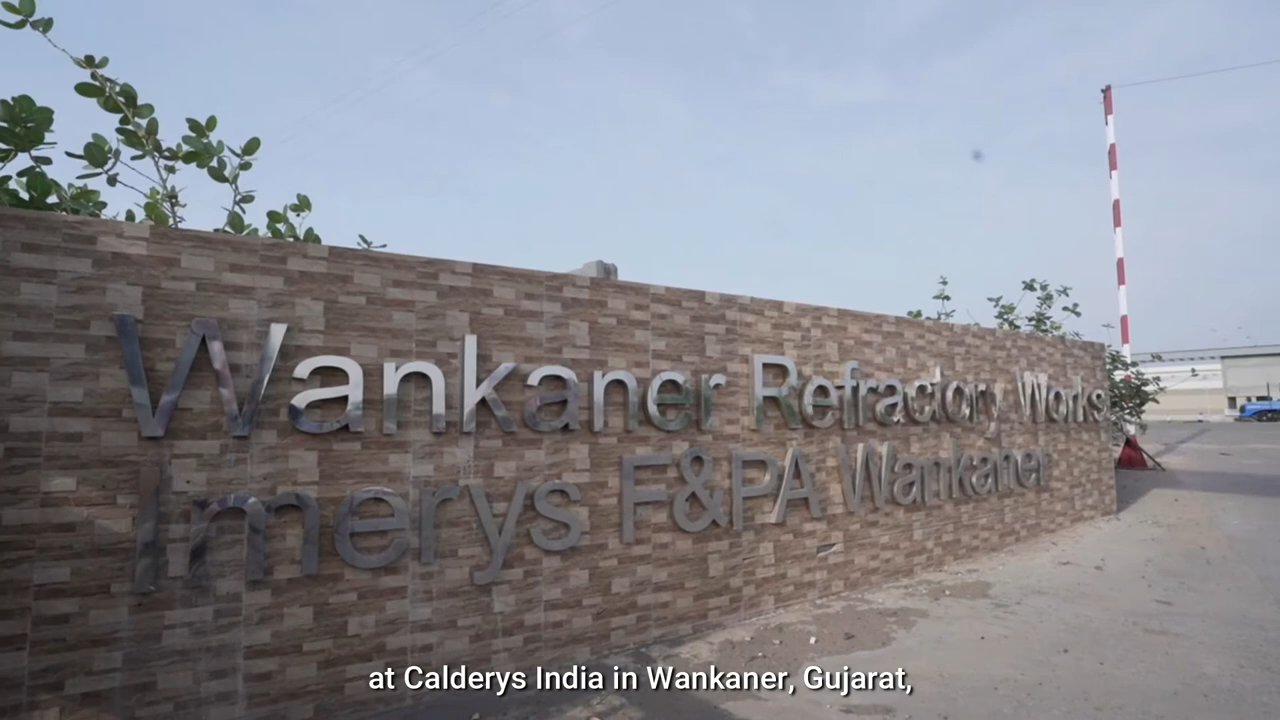 Wankaner Refractory Works
Imerys F&PA Wankaner
at Calderys India in Wankaner, Gujarat,